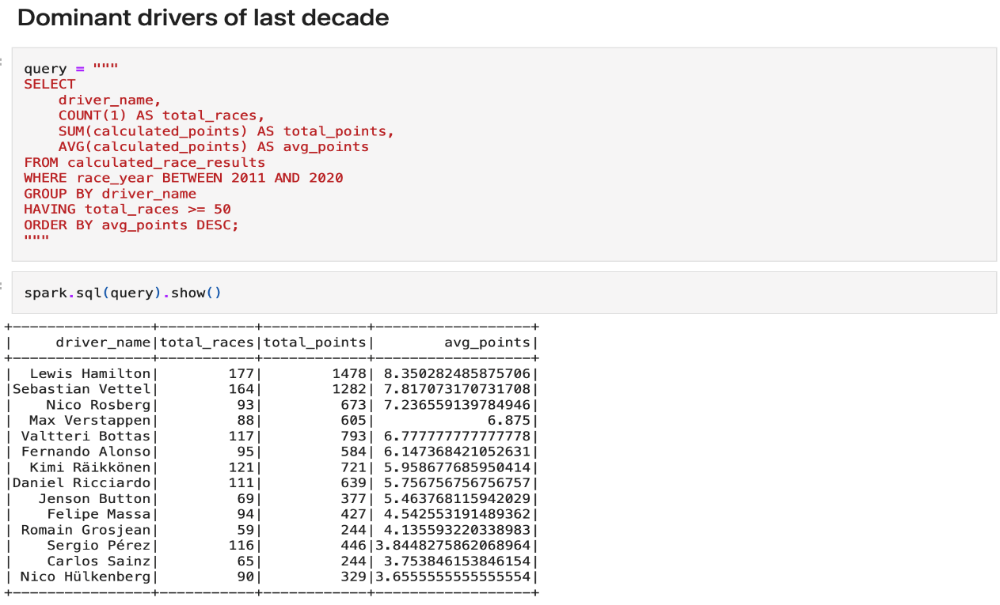 Dominant drivers of last decade
query = """
SELECT
    driver_name,
    COUNT(1) AS total_races,
    SUM(calculated_points) AS total_points,
    AVG(calculated_points) AS avg_points
FROM calculated_race_results
WHERE race_year BETWEEN 2011 AND 2020
GROUP BY driver_name
HAVING total_races >= 50
ORDER BY avg_points DESC;
"""
spark.sql(query).show()
+----------------+-----------+------------+------------------+
|     driver_name|total_races|total_points|        avg_points|
+----------------+-----------+------------+------------------+
|  Lewis Hamilton|        177|        1478| 8.350282485875706|
|Sebastian Vettel|        164|        1282| 7.817073170731708|
|    Nico Rosberg|         93|         673| 7.236559139784946|
|  Max Verstappen|         88|         605|             6.875|
| Valtteri Bottas|        117|         793| 6.777777777777778|
| Fernando Alonso|         95|         584| 6.147368421052631|
|  Kimi Räikkönen|        121|         721| 5.958677685950414|
|Daniel Ricciardo|        111|         639| 5.756756756756757|
|   Jenson Button|         69|         377| 5.463768115942029|
|    Felipe Massa|         94|         427| 4.542553191489362|
| Romain Grosjean|         59|         244| 4.135593220338983|
|    Sergio Pérez|        116|         446|3.8448275862068964|
|    Carlos Sainz|         65|         244| 3.753846153846154|
| Nico Hülkenberg|         90|         329|3.6555555555555554|
+----------------+-----------+------------+------------------+